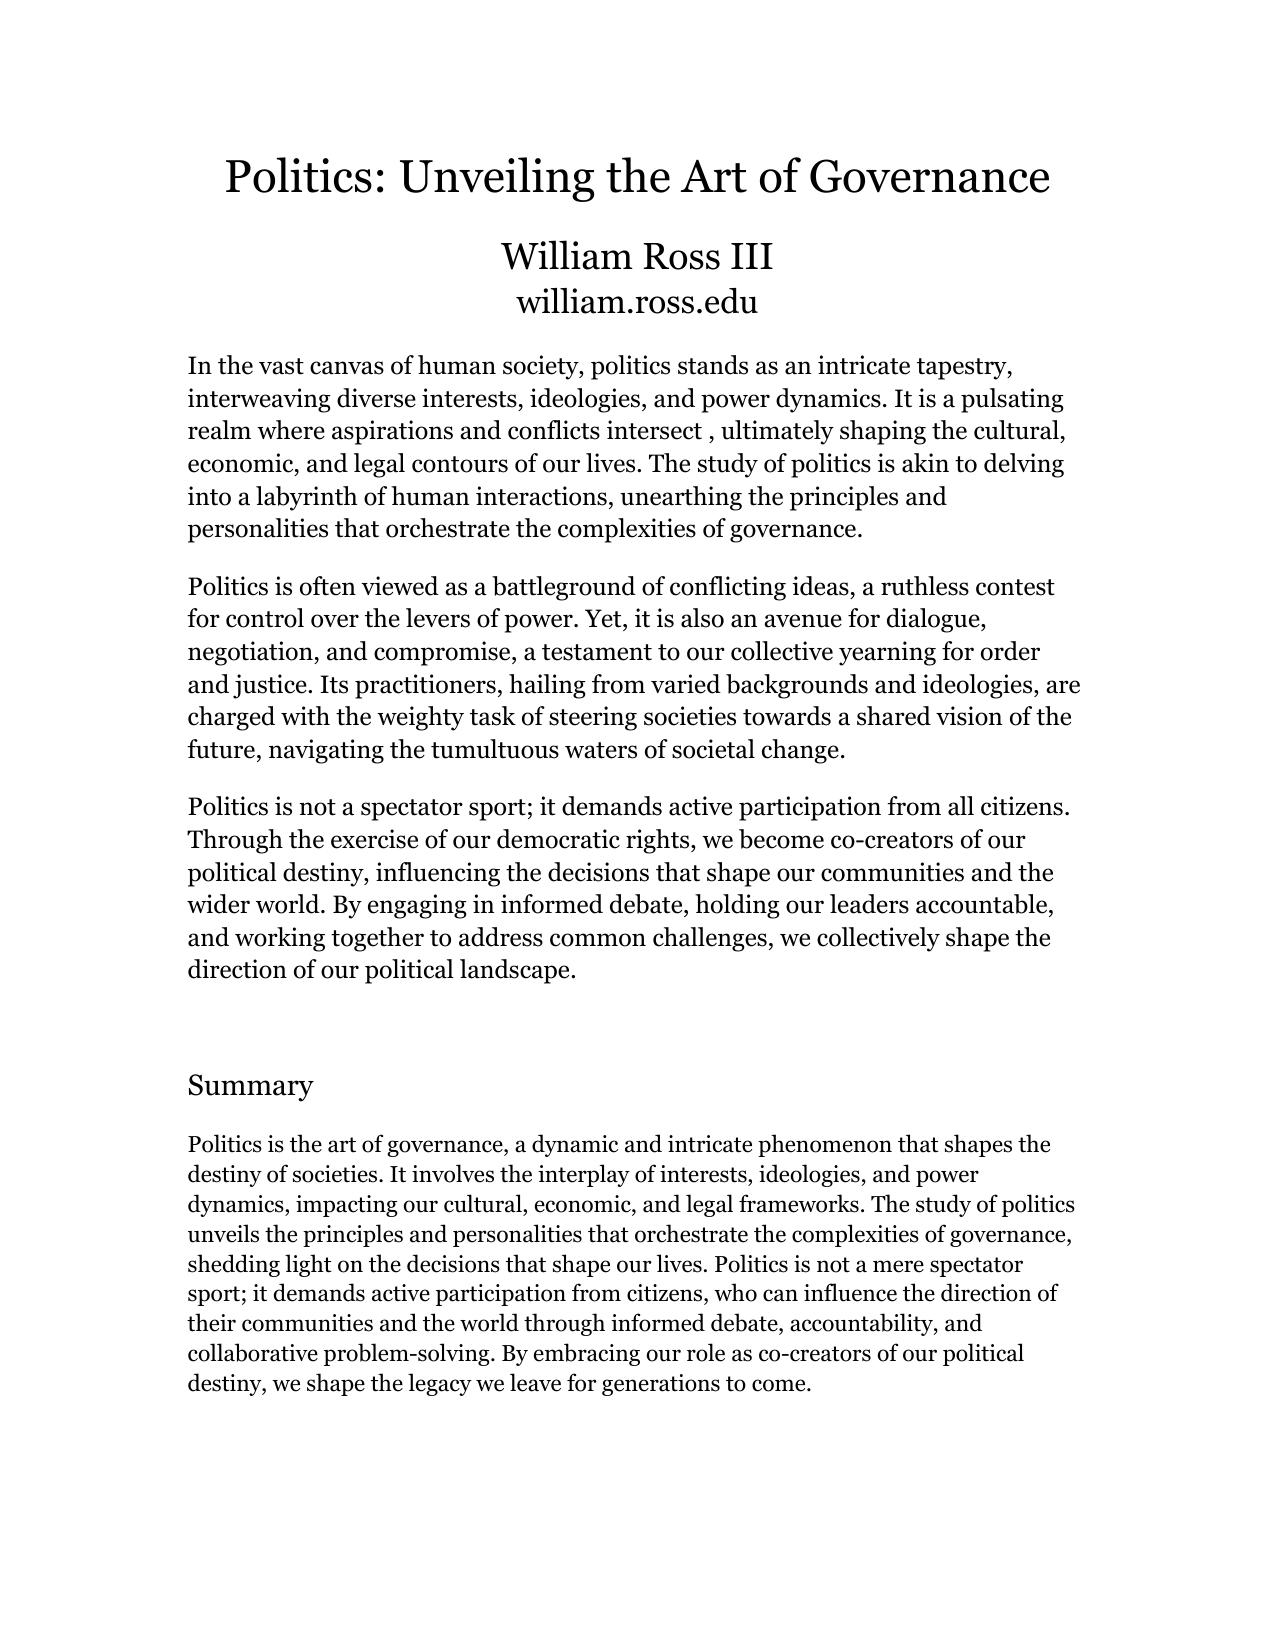 Politics: Unveiling the Art of Governance
William Ross III
william.ross.edu
In the vast canvas of human society, politics stands as an intricate tapestry,
interweaving diverse interests, ideologies, and power dynamics. It is a pulsating
realm where aspirations and conflicts intersect , ultimately shaping the cultural,
economic, and legal contours of our lives. The study of politics is akin to delving
into a labyrinth of human interactions, unearthing the principles and
personalities that orchestrate the complexities of governance.
Politics is often viewed as a battleground of conflicting ideas, a ruthless contest
for control over the levers of power. Yet, it is also an avenue for dialogue,
negotiation, and compromise, a testament to our collective yearning for order
and justice. Its practitioners, hailing from varied backgrounds and ideologies, are
charged with the weighty task of steering societies towards a shared vision of the
future, navigating the tumultuous waters of societal change.
Politics is not a spectator sport; it demands active participation from all citizens.
Through the exercise of our democratic rights, we become co-creators of our
political destiny, influencing the decisions that shape our communities and the
wider world. By engaging in informed debate, holding our leaders accountable,
and working together to address common challenges, we collectively shape the
direction of our political landscape.
Summary
Politics is the art of governance, a dynamic and intricate phenomenon that shapes the
destiny of societies. It involves the interplay of interests, ideologies, and power
dynamics, impacting our cultural, economic, and legal frameworks. The study of politics
unveils the principles and personalities that orchestrate the complexities of governance,
shedding light on the decisions that shape our lives. Politics is not a mere spectator
sport; it demands active participation from citizens, who can influence the direction of
their communities and the world through informed debate, accountability, and
collaborative problem-solving. By embracing our role as co-creators of our political
destiny, we shape the legacy we leave for generations to come.